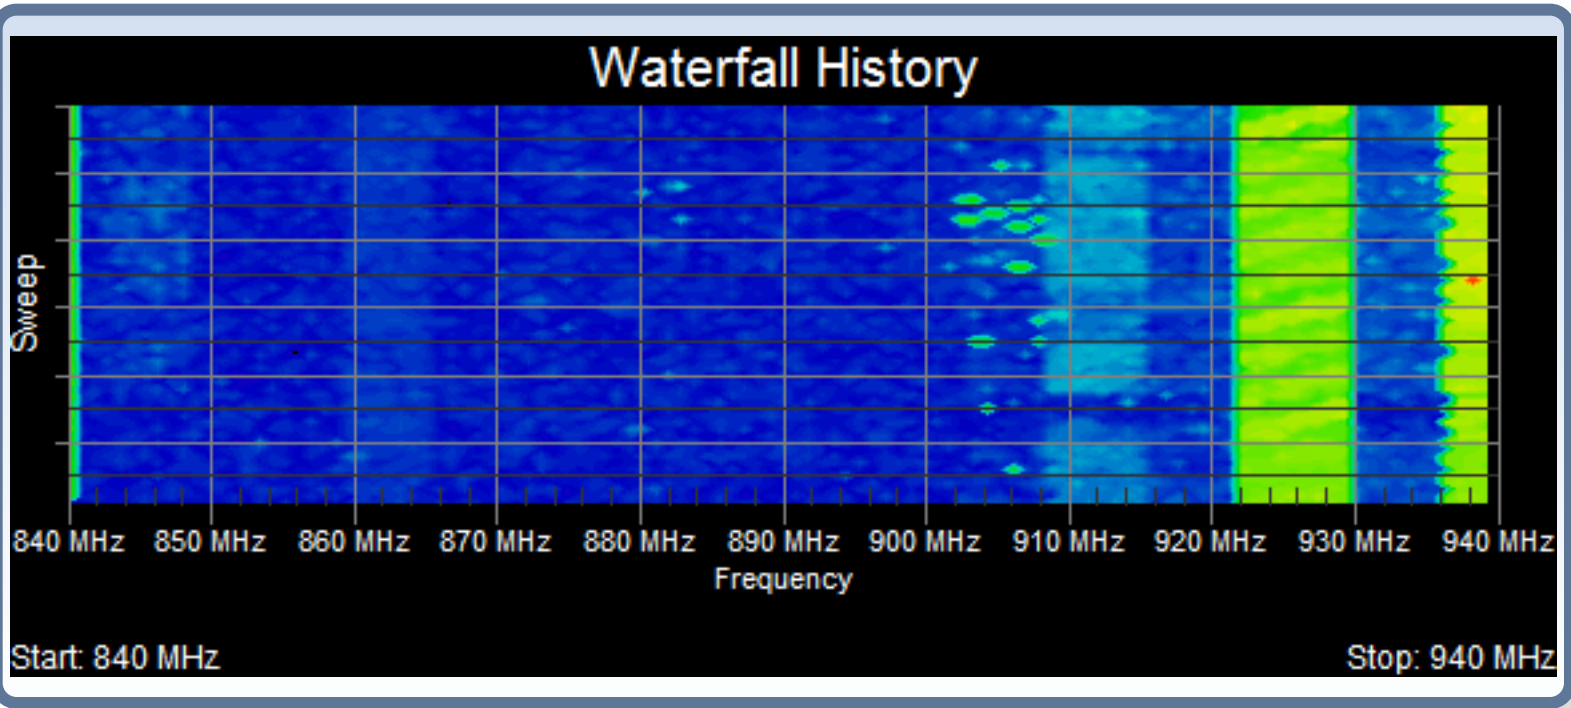 Waterfall History
Sweep
840 MHz 850 MHz 860 MHz 870 MHz 880 MHz 890 MHz 900 MHz 910 MHz 920 MHz 930 MHz 940 MHz
Frequency
Start: 840 MHz Stop: 940 MHz